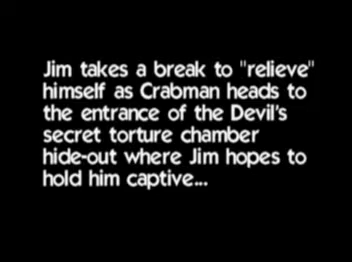 Jim takes a break to "relieve"
himself as Crabman heads to
the entrance of the Devil's
secret torture chamber
hide-out where Jim hopes to
hold him captive...